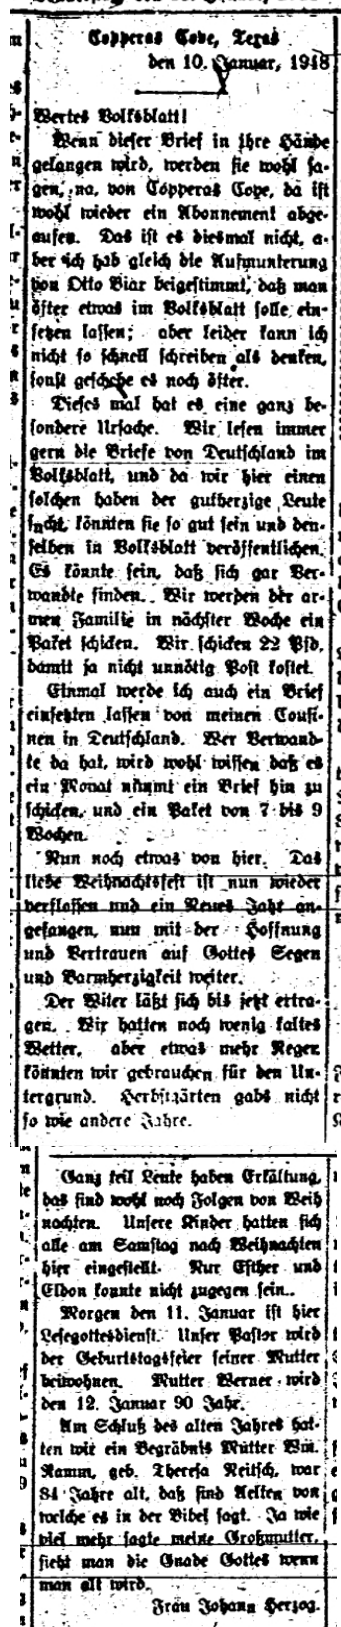 Copperas Cove, Texas
den 10. Januar, 1948
Wertes Volksblatt!
Wenn dieser Brief in ihre Hände
gelangen wird, werden sie wohl sa-
gen, na, von Copperas Cove, da ist
wohl wieder ein Abonnement abge-
aufen. Das ist es diesmal nicht, a-
ber ich hab gleich die Aufmunterung
von Otto Biar beigestimmt, daß man
öfter etwas im Volksblatt solle ein-
setzen lassen; aber leider kann ich
nicht so schnell schreiben als denken,
sonst geschehe es noch öfter.
Dieses mal hat es eine ganz be-
sondere Ursache. Wir lesen immer
gern die Briefe von Deutschland im
Volksblatt, und da wir hier einen
solchen haben der gutherzige Leute
sucht, könnten sie so gut sein und den-
selben in Volksblatt veröffentlichen.
Es könnte sein, daß sich gar Ver-
wandte finden. Wir werden der ar-
men Familie in nächster Woche ein
Paket schicken. Wir schicken 22 Pfd.
damit ja nicht unnötig Post kostet.
Einmal werde ich auch ein Brief
einsetzten lassen von meinen Cousi-
nen in Deutschland. Wer Verwand-
te da hat, wird wohl wissen daß es
ein Monat nimmt ein Brief hin zu
schicken, und ein Paket von 7 bis 9
Wochen.
Nun noch etwas von hier. Das
liebe Weihnachtsfest ist nun wieder
verflossen und ein Neues Jahr an-
gefangen, nun mit der Hoffnung
und Vertrauen auf Gottes Segen
und Barmherzigkeit weiter.
Der Witer läßt sich bis jetzt ertra-
gen. Wir hatten noch wenig kaltes
Wetter, aber etwas mehr Regen
könnten wir gebrauchen für den Un-
tergrund. Herbstgärten gabs nicht
so wie andere Jahre.
Ganz teil Leute haben Erkältung,
das sind wohl noch Folgen von Weih
nachten. Unsere Kinder hatten sich
alle am Samstag nach Weihnachten
hier eingestellt. Nur Esther und
Eldon konnte nicht zugegen sein.
Morgen den 11. Januar ist hier
Lesegottesdienst. Unser Pastor wird
der Geburtstagsfeier seiner Mutter
beiwohnen. Mutter Werner wird
den 12. Januar 90 Jahr.
Am Schluß des alten Jahres hat-
ten wir ein Begräbnis Mutter Wm.
Ramm, geb. Theresa Neitsch, war
84 Jahre alt, daß sind Aelten von
welche es in der Bibel sagt. Ja wie
viel mehr sagte meine Großmutter,
sieht man die Gnade Gottes wenn
man alt wird.
Frau Johann Herzog.